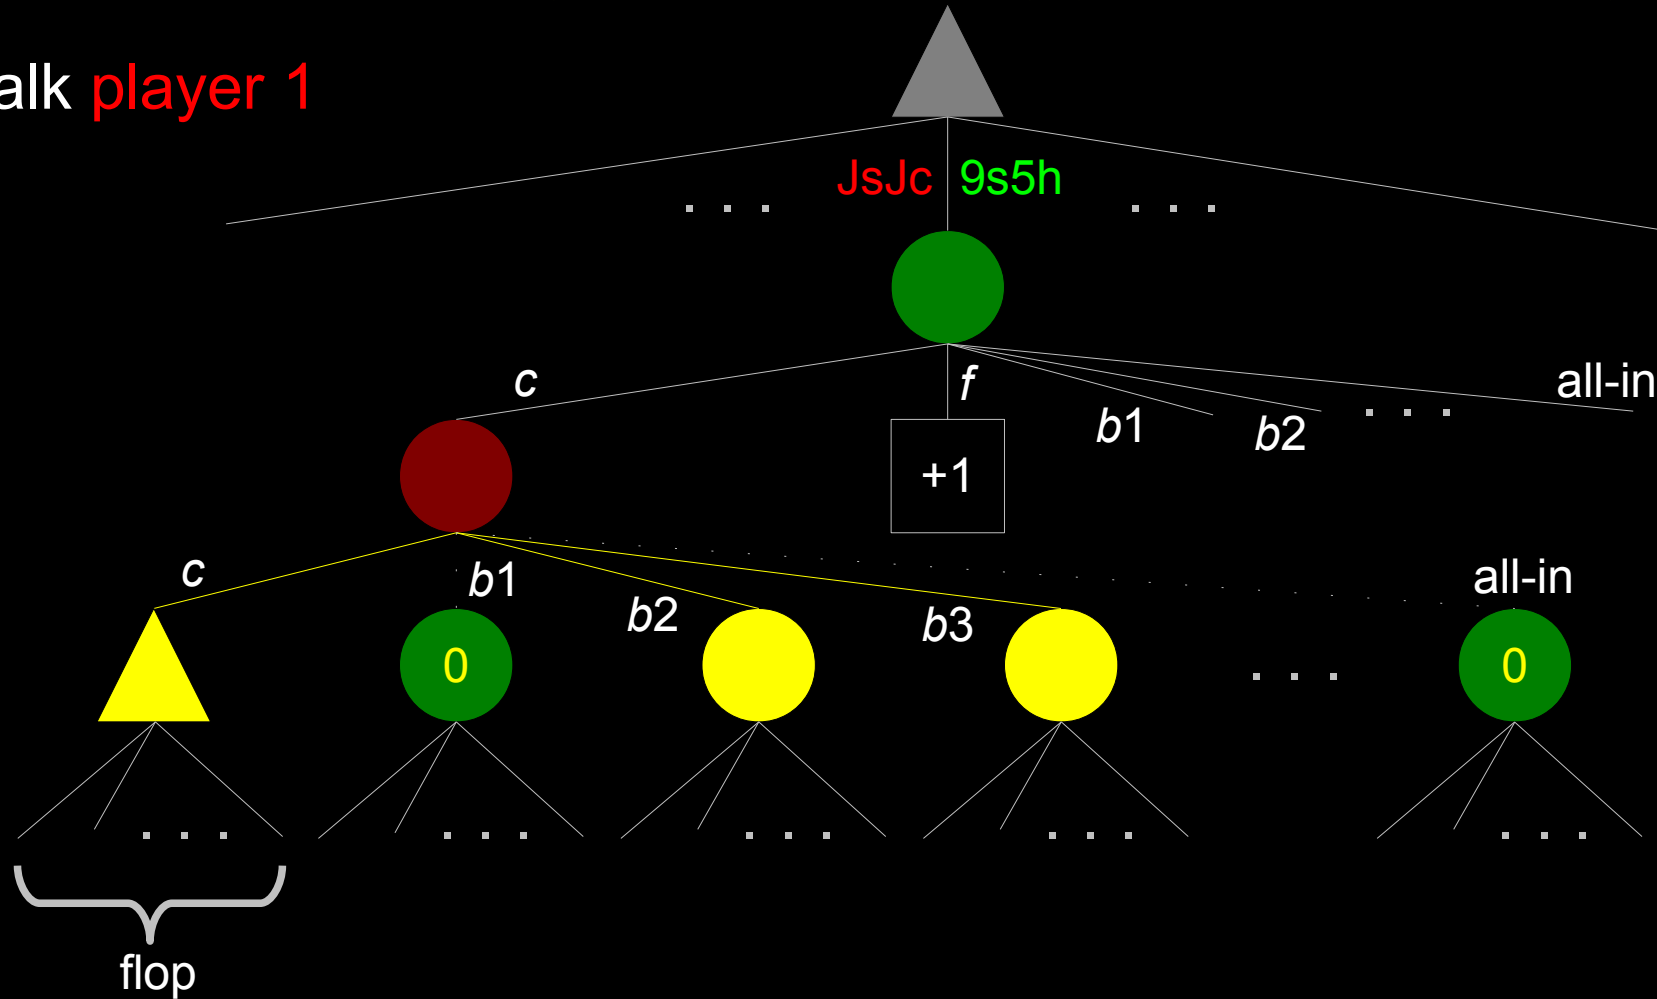 alk player 1
JsJc 9s5h
c
f
all-in
b1
b2
+1
c
b1
b2
b3
all-in
0
0
flop